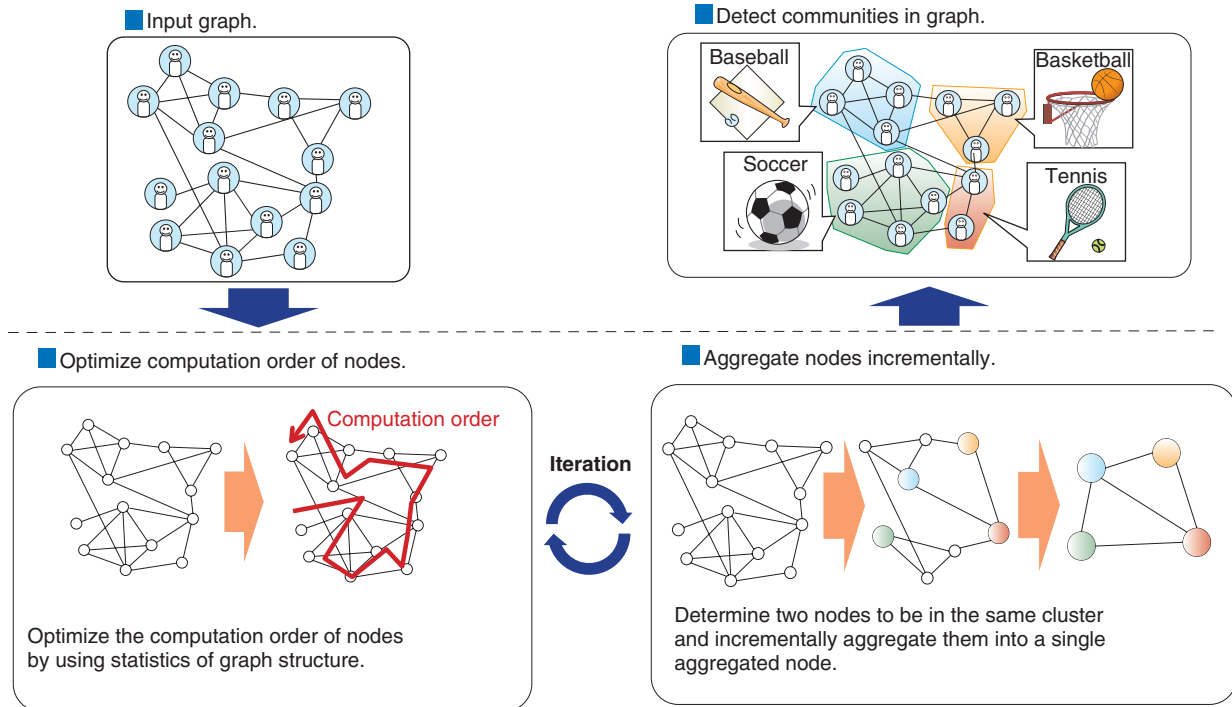 Input graph.
Detect communities in graph.
Baseball
Basketball
Soccer
Tennis
Optimize computation order of nodes.
Aggregate nodes incrementally.
Computation order
Iteration
Optimize the computation order of nodes
by using statistics of graph structure.
Determine two nodes to be in the same cluster
and incrementally aggregate them into a single
aggregated node.